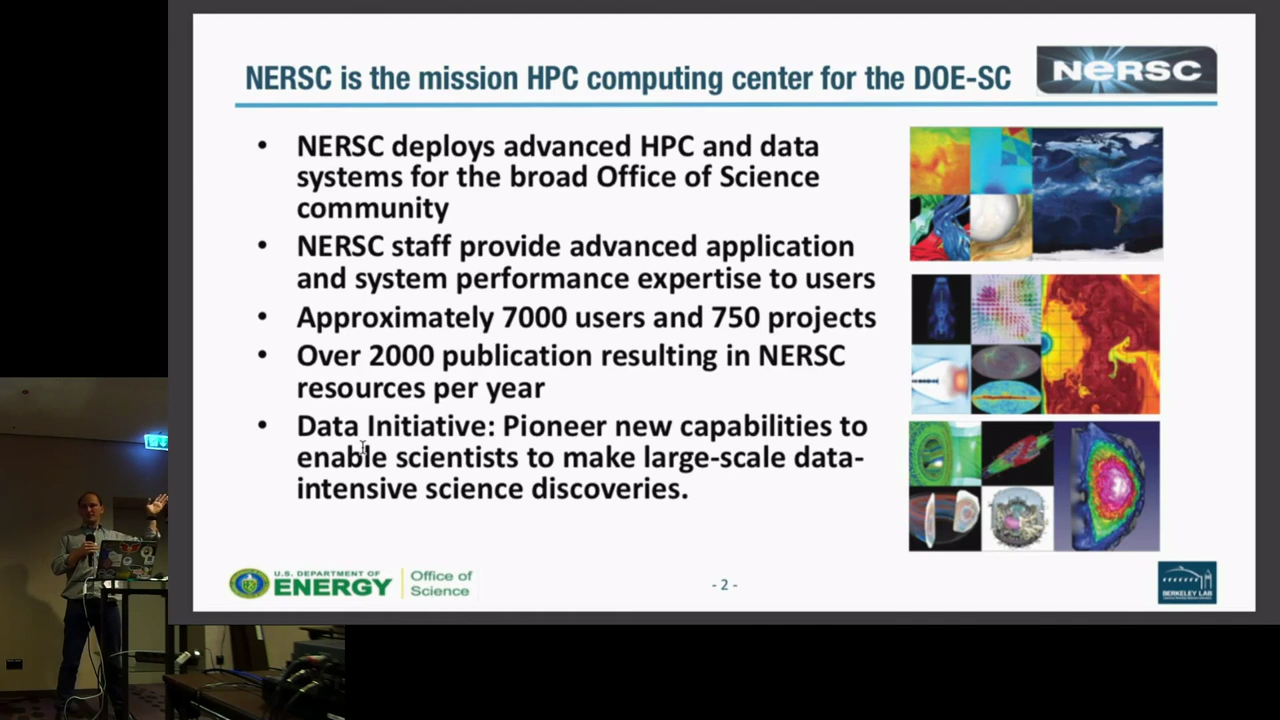 NERSC is the mission HPC computing center for the DOE-SC
NERSC
• NERSC deploys advanced HPC and data
systems for the broad Office of Science
community
• NERSC staff provide advanced application
and system performance expertise to users
• Approximately 7000 users and 750 projects
• Over 2000 publication resulting in NERSC
resources per year
• Data Initiative: Pioneer new capabilities to
enable scientists to make large-scale data-
intensive science discoveries.
U.S. DEPARTMENT OF
ENERGY
Office of
Science
- 2 -
BERKELEY LAB